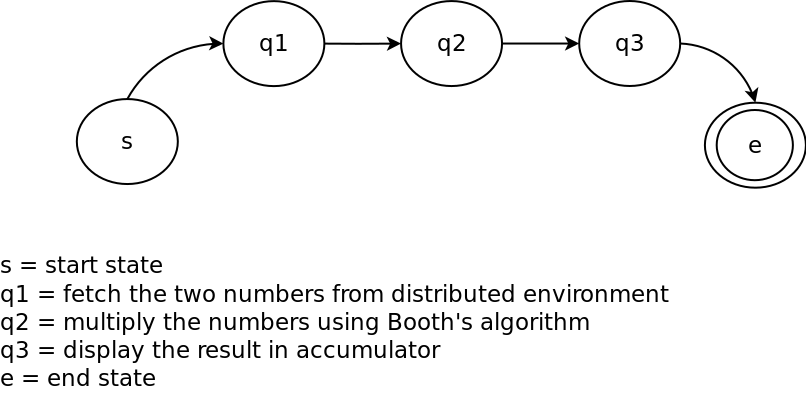 q1 q2 q3
s e
s = start state
q1 = fetch the two numbers from distributed environment
q2 = multiply the numbers using Booth's algorithm
q3 = display the result in accumulator
e = end state